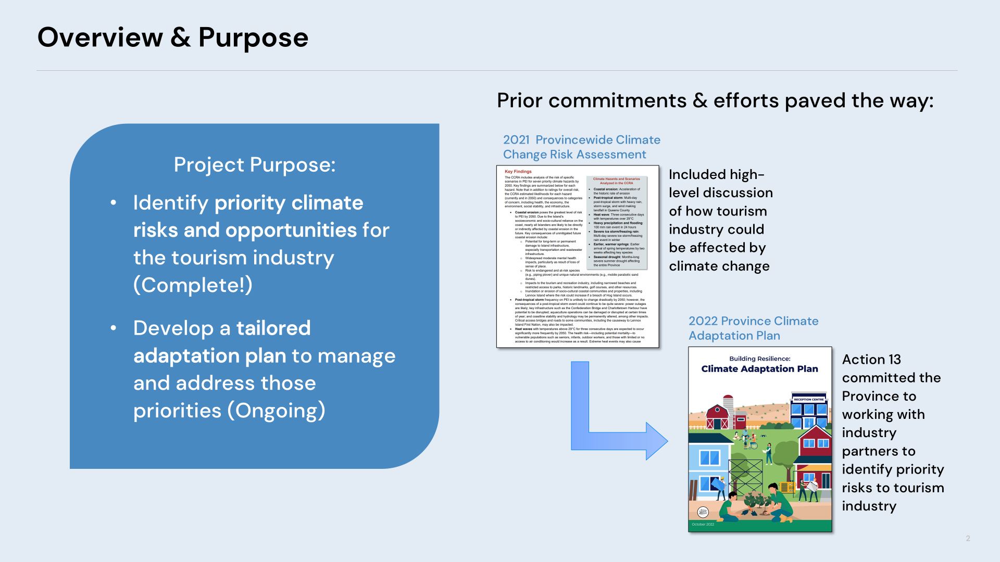 Overview & Purpose
Project Purpose:
• Identify priority climate
risks and opportunities for
the tourism industry
(Complete!)
• Develop a tailored
adaptation plan to manage
and address those
priorities (Ongoing)
Prior commitments & efforts paved the way:
2021  Provincewide Climate
Change Risk Assessment
Key Findings
The CCRA includes analysis of the risk of specific
scenarios in PEI for seven priority climate hazards by
2050. Key findings are summarized below for each
hazard. Note that in addition to ratings for overall risk,
the CCRA estimated likelihoods for each hazard
(currently and in 2050) and consequences to categories
of concern, including health, the economy, the
environment, social stability, and infrastructure.
• Coastal erosion poses the greatest level of risk
to PEI by 2050. Due to the Island's
socioeconomic and socio-cultural reliance on the
coast, nearly all Islanders are likely to be directly
or indirectly affected by coastal erosion in the
future. Key consequences of unmitigated future
coastal erosion include:
o Potential for long-term or permanent
damage to Island infrastructure,
especially transportation and wastewater
infrastructure.
o Widespread moderate mental health
impacts, particularly as result of loss of
sense of place.
o Risk to endangered and at-risk species
(e.g., piping plover) and unique natural environments (e.g., mobile parabolic sand
dunes).
o Impacts to the tourism and recreation industry, including narrowed beaches and
restricted access to parks, historic landmarks, golf courses, and other resources.
o Inundation or erosion of socio-cultural coastal communities and properties, including
Lennox Island where the risk could increase if a breach of Hog Island occurs.
• Post-tropical storm frequency on PEI is unlikely to change drastically by 2050; however, the
consequences of a post-tropical storm event could continue to be quite severe: power outages
are likely; key infrastructure such as the Confederation Bridge and Charlottetown Harbour have
potential to be disrupted; aquaculture operations can be damaged or disrupted at certain times
of year; and coastline stability and hydrology may be permanently altered, among other impacts.
Critical access bridges and roads to some communities, including the causeway to Lennox
Island First Nation, may also be impacted.
• Heat waves with temperatures above 29°C for three consecutive days are expected to occur
significantly more frequently by 2050. The health risk—including potential mortality—to
vulnerable populations such as seniors, infants, outdoor workers, and those with limited or no
access to air conditioning would increase as a result. Extreme heat events may also cause
Climate Hazards and Scenarios
Analyzed in the CCRA
• Coastal erosion: Acceleration of
the historic rate of erosion
• Post-tropical storm: Multi-day
post-tropical storm with heavy rain,
storm surge, and wind making
landfall in Queens County
• Heat wave: Three consecutive days
with temperatures over 29°C
• Heavy precipitation and flooding:
100 mm rain event in 24 hours
• Severe ice storm/freezing rain:
Multi-day severe ice storm/freezing
rain event in winter
• Earlier, warmer springs: Earlier
arrival of spring temperatures by two
weeks affecting key species
• Seasonal drought: Months-long
severe summer drought affecting
the entire Province
Included high-
level discussion
of how tourism
industry could
be affected by
climate change
2022 Province Climate
Adaptation Plan
Building Resilience:
Climate Adaptation Plan
RECEPTION CENTRE
October 2022
Action 13
committed the
Province to
working with
industry
partners to
identify priority
risks to tourism
industry
2